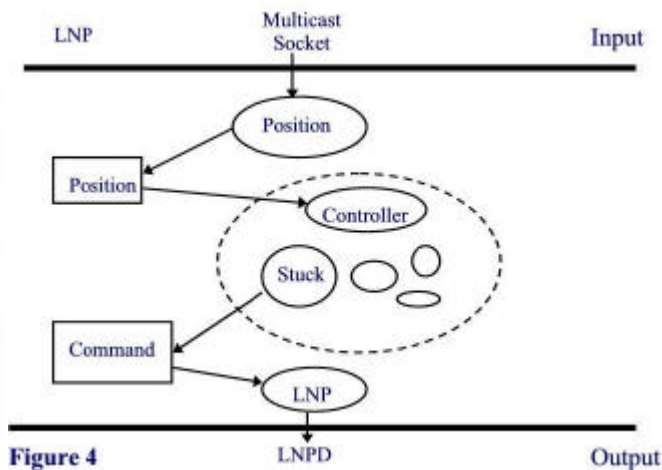 LNP
Multicast
Socket
Input
Position
Position
Controller
Stuck
Command
LNP
Figure 4
LNPD
Output